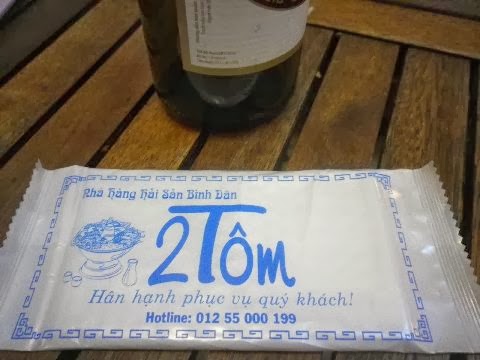 Nhà Hàng Hải Sản Bình Dân
2Tôm
Hân hạnh phục vụ quý khách!
Hotline: 012 55 000 199